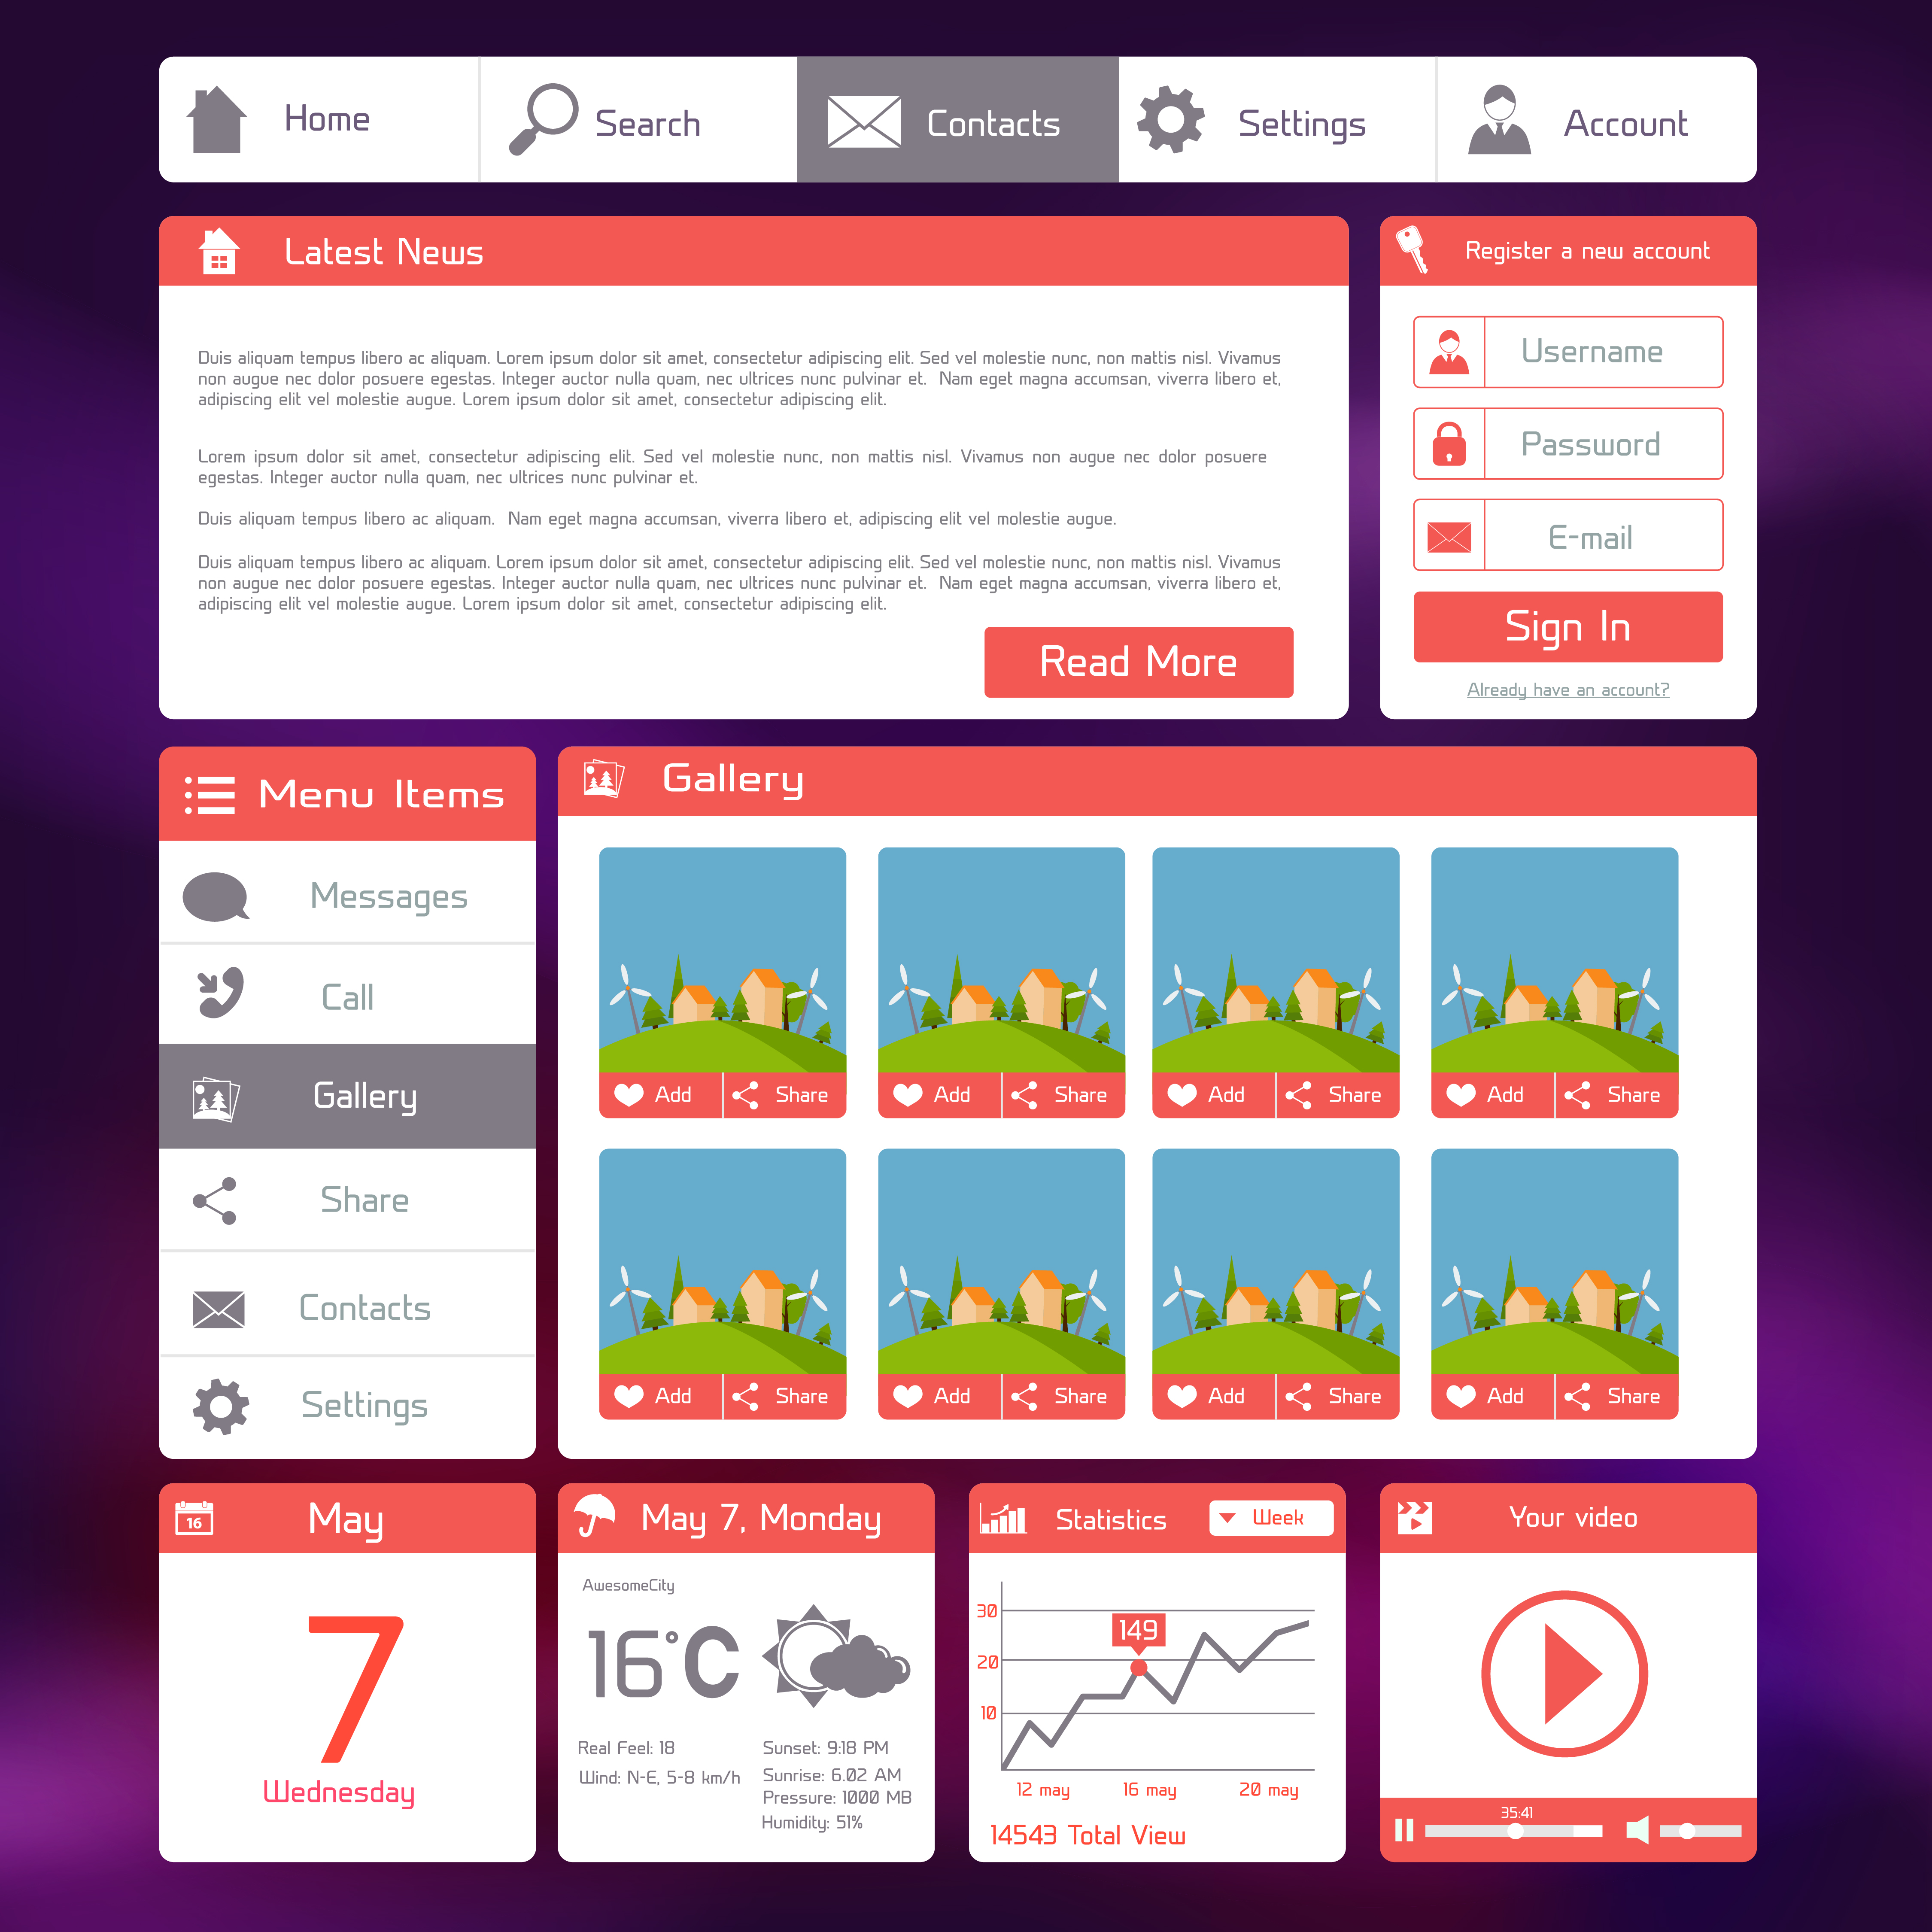 Home
Search
Contacts
Settings
Account
Latest News
Duis aliquam tempus libero ac aliquam. Lorem ipsum dolor sit amet, consectetur adipiscing elit. Sed vel molestie nunc, non mattis nisl. Vivamus
non augue nec dolor posuere egestas. Integer auctor nulla quam, nec ultrices nunc pulvinar et. Nam eget magna accumsan, viverra libero et,
adipiscing elit vel molestie augue. Lorem ipsum dolor sit amet, consectetur adipiscing elit.
Lorem ipsum dolor sit amet, consectetur adipiscing elit. Sed vel molestie nunc, non mattis nisl. Vivamus non augue nec dolor posuere
egestas. Integer auctor nulla quam, nec ultrices nunc pulvinar et.
Duis aliquam tempus libero ac aliquam. Nam eget magna accumsan, viverra libero et, adipiscing elit vel molestie augue.
Duis aliquam tempus libero ac aliquam. Lorem ipsum dolor sit amet, consectetur adipiscing elit. Sed vel molestie nunc, non mattis nisl. Vivamus
non augue nec dolor posuere egestas. Integer auctor nulla quam, nec ultrices nunc pulvinar et. Nam eget magna accumsan, viverra libero et,
adipiscing elit vel molestie augue. Lorem ipsum dolor sit amet, consectetur adipiscing elit.
Read More
Register a new account
Username
Password
E-mail
Sign In
Already have an account?
Menu Items
Messages
Call
Gallery
Share
Contacts
Settings
Gallery
Add Share
Add Share
Add Share
Add Share
Add Share
Add Share
Add Share
Add Share
16
May
7
Wednesday
May 7, Monday
AwesomeCity
16°C
Real Feel: 18
Wind: N-E, 5-8 km/h
Sunset: 9:18 PM
Sunrise: 6.02 AM
Pressure: 1000 MB
Humidity: 51%
Statistics
Week
30
20
10
149
12 may
16 may
20 may
14543 Total View
Your video
35:41